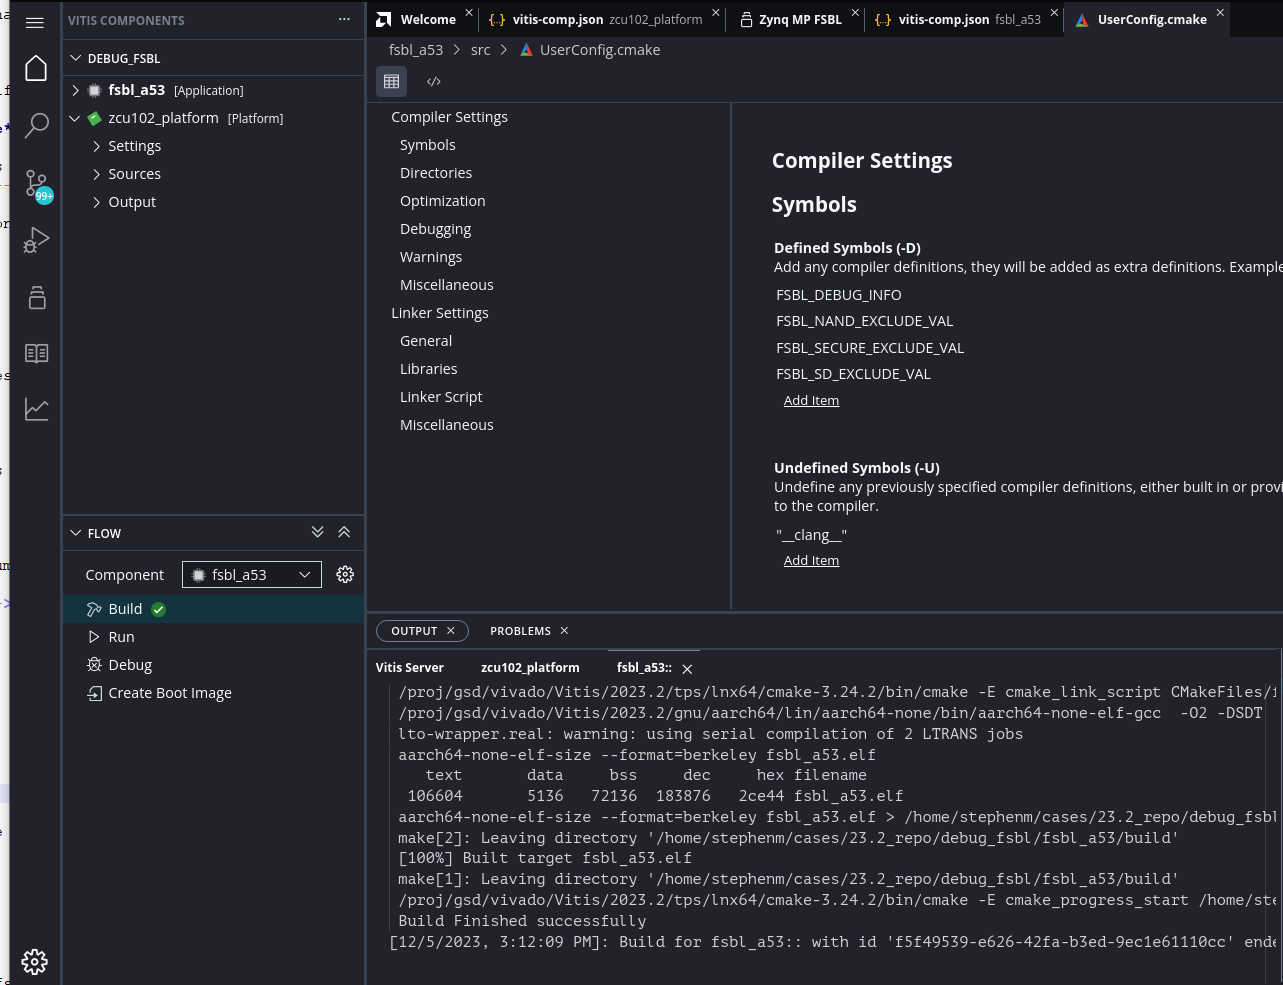 VITIS COMPONENTS
DEBUG_FSBL
fsbl_a53 [Application]
zcu102_platform [Platform]
Settings
Sources
Output
99+
FLOW
Component fsbl_a53
Build
Run
Debug
Create Boot Image
Welcome
{..} vitis-comp.json zcu102_platform
Zynq MP FSBL
{..} vitis-comp.json fsbl_a53
UserConfig.cmake
fsbl_a53 > src > UserConfig.cmake
</>
Compiler Settings
Symbols
Directories
Optimization
Debugging
Warnings
Miscellaneous
Linker Settings
General
Libraries
Linker Script
Miscellaneous
Compiler Settings
Symbols
Defined Symbols (-D)
Add any compiler definitions, they will be added as extra definitions. Example
FSBL_DEBUG_INFO
FSBL_NAND_EXCLUDE_VAL
FSBL_SECURE_EXCLUDE_VAL
FSBL_SD_EXCLUDE_VAL
Add Item
Undefined Symbols (-U)
Undefine any previously specified compiler definitions, either built in or provi
to the compiler.
"__clang__"
Add Item
OUTPUT
PROBLEMS
Vitis Server
zcu102_platform
fsbl_a53::
/proj/gsd/vivado/Vitis/2023.2/tps/lnx64/cmake-3.24.2/bin/cmake -E cmake_link_script CMakeFiles/
/proj/gsd/vivado/Vitis/2023.2/gnu/aarch64/lin/aarch64-none/bin/aarch64-none-elf-gcc -O2 -DSDT
lto-wrapper.real: warning: using serial compilation of 2 LTRANS jobs
aarch64-none-elf-size --format=berkeley fsbl_a53.elf
text data bss dec hex filename
106604 5136 72136 183876 2ce44 fsbl_a53.elf
aarch64-none-elf-size --format=berkeley fsbl_a53.elf > /home/stephenm/cases/23.2_repo/debug_fsbl
make[2]: Leaving directory '/home/stephenm/cases/23.2_repo/debug_fsbl/fsbl_a53/build'
[100%] Built target fsbl_a53.elf
make[1]: Leaving directory '/home/stephenm/cases/23.2_repo/debug_fsbl/fsbl_a53/build'
/proj/gsd/vivado/Vitis/2023.2/tps/lnx64/cmake-3.24.2/bin/cmake -E cmake_progress_start /home/ste
Build Finished successfully
[12/5/2023, 3:12:09 PM]: Build for fsbl_a53:: with id 'f5f49539-e626-42fa-b3ed-9ec1e61110cc' ende